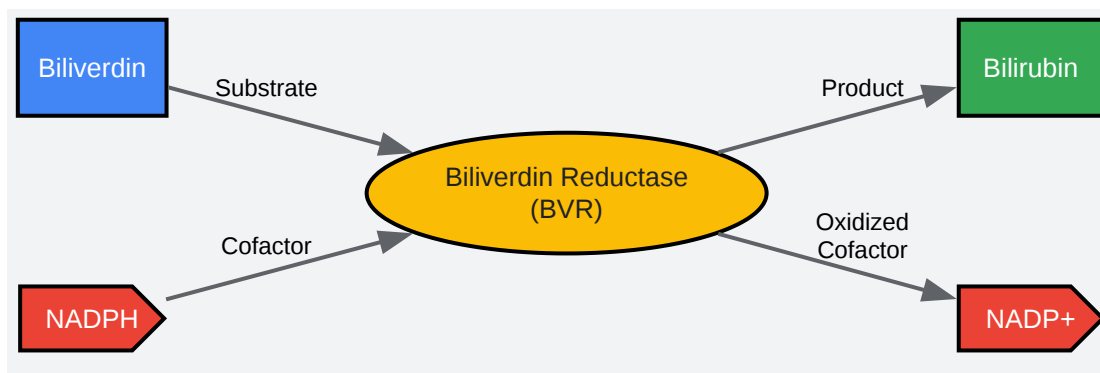 Biliverdin
Substrate
Product
Bilirubin
Biliverdin Reductase
(BVR)
Cofactor
Oxidized
Cofactor
NADPH
NADP+